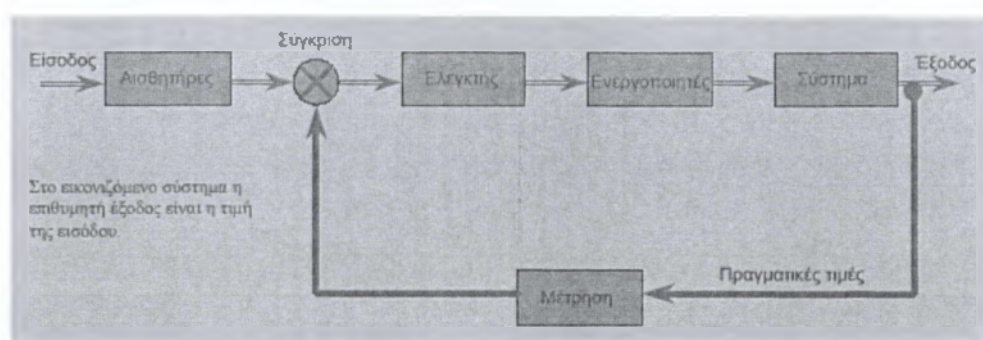 Σύγκριση
Είσοδος
Αισθητήρες
Ελεγκτής
Ενεργοποιητές
Σύστημα
Έξοδος
Στο εικονιζόμενο σύστημα η
επιθυμητή έξοδος είναι η τιμή
της εισόδου
Πραγματικές τιμές
Μέτρηση